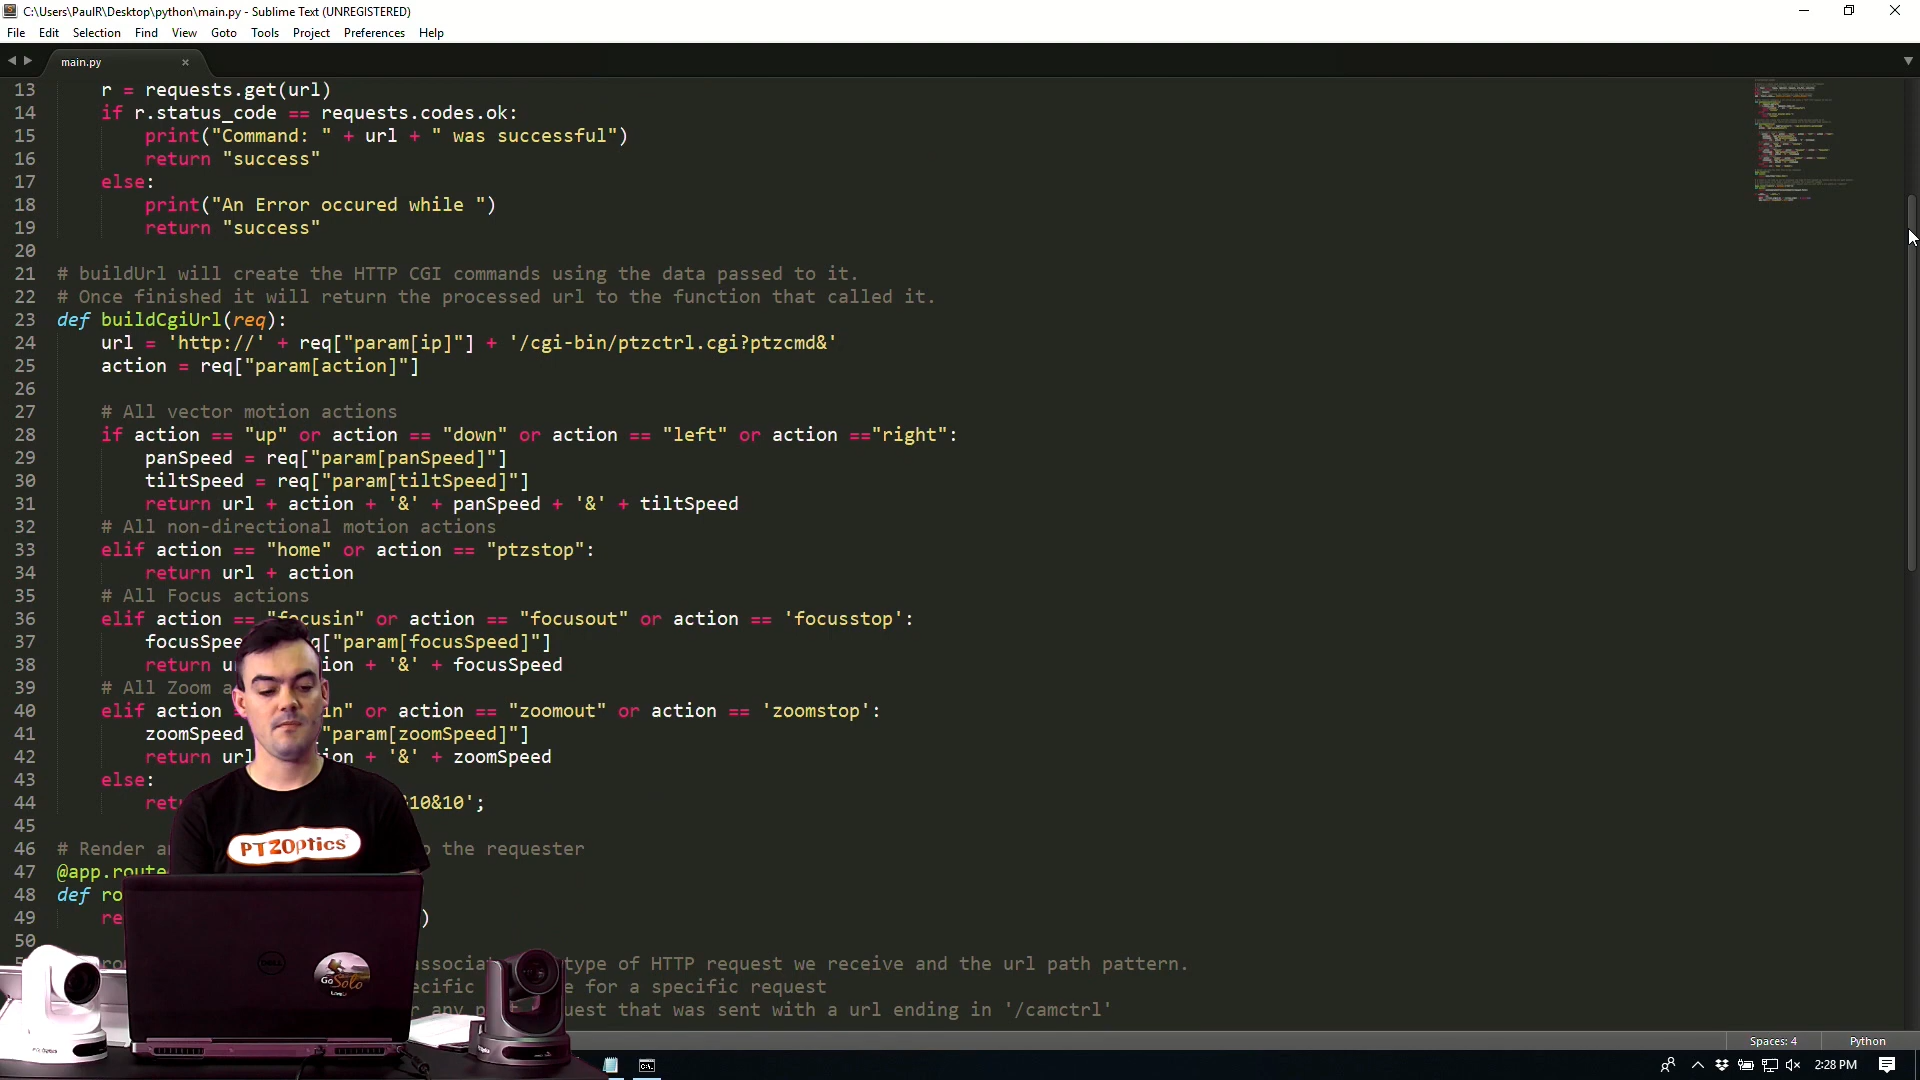 C:\Users\PaulR\Desktop\python\main.py - Sublime Text (UNREGISTERED)
File Edit Selection Find View Goto Tools Project Preferences Help
main.py
13 r = requests.get(url)
14 if r.status_code == requests.codes.ok:
15 print("Command: " + url + " was successful")
16 return "success"
17 else:
18 print("An Error occured while ")
19 return "success"
20
21 # buildUrl will create the HTTP CGI commands using the data passed to it.
22 # Once finished it will return the processed url to the function that called it.
23 def buildCgiUrl(req):
24 url = 'http://' + req["param[ip]"] + '/cgi-bin/ptzctrl.cgi?ptzcmd&'
25 action = req["param[action]"]
26
27 # All vector motion actions
28 if action == "up" or action == "down" or action == "left" or action =="right":
29 panSpeed = req["param[panSpeed]"]
30 tiltSpeed = req["param[tiltSpeed]"]
31 return url + action + '&' + panSpeed + '&' + tiltSpeed
32 # All non-directional motion actions
33 elif action == "home" or action == "ptzstop":
34 return url + action
35 # All Focus actions
36 elif action == "focusin" or action == "focusout" or action == 'focusstop':
37 ["param[focusSpeed]"]
38 return + '&' + focusSpeed
39 # All Zoom
40 elif action or action == "zoomout" or action == 'zoomstop':
41 zoomSpeed "param[zoomSpeed]"]
42 return url + '&' + zoomSpeed
43 else:
44 10&10';
45
46 # Render the requester
47 @app.route
48 def
49 )
50
type of HTTP request we receive and the url path pattern.
for a specific request
any that was sent with a url ending in '/camctrl'
PTZOptics
DELL
Go Solo
Spaces: 4 Python
2:28 PM